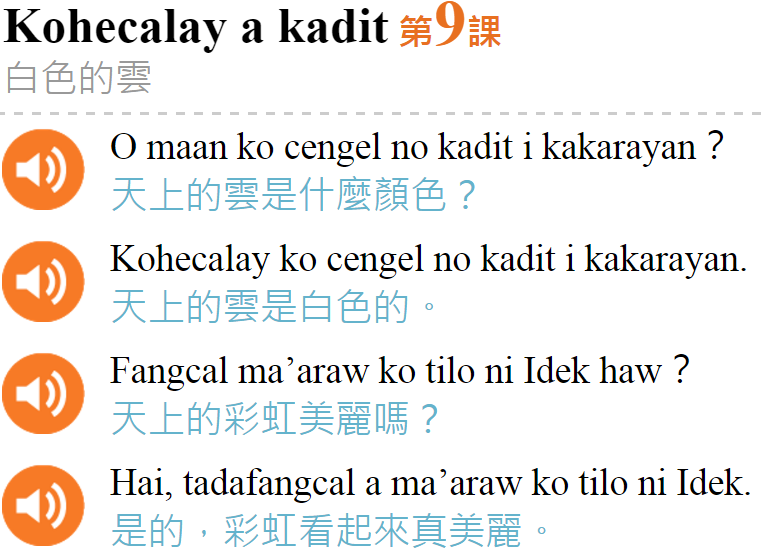 Kohecalay a kadit 第9課
白色的雲
O maan ko cengel no kadit i kakarayan？
天上的雲是什麼顏色？
Kohecalay ko cengel no kadit i kakarayan.
天上的雲是白色的。
Fangcal ma’araw ko tilo ni Idek haw？
天上的彩虹美麗嗎？
Hai, tadafangcal a ma’araw ko tilo ni Idek.
是的，彩虹看起來真美麗。